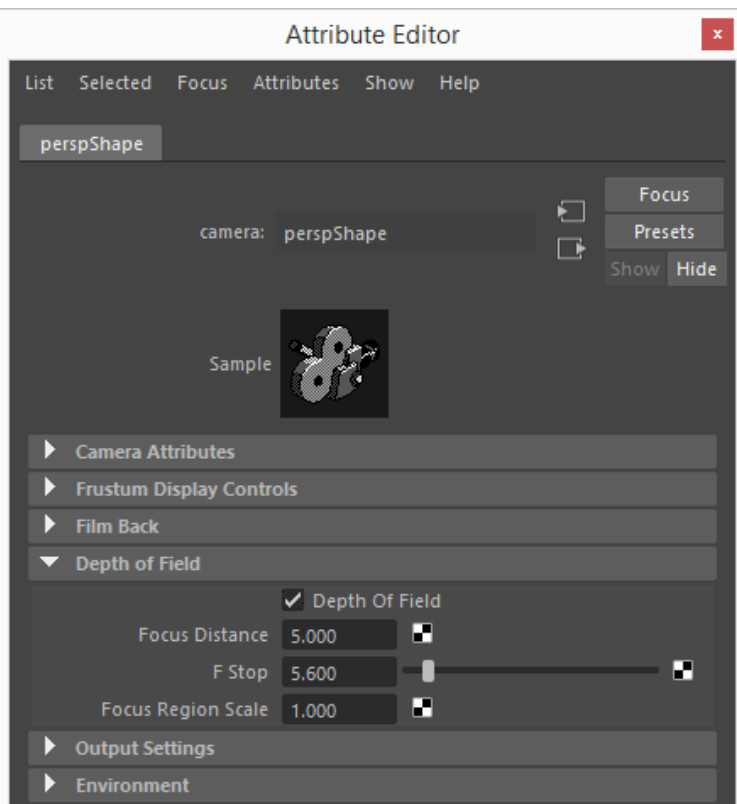 Attribute Editor
x
List Selected Focus Attributes Show Help
perspShape
Focus
camera: perspShape
Presets
Show Hide
Sample
Camera Attributes
Frustum Display Controls
Film Back
Depth of Field
Depth Of Field
Focus Distance 5.000
F Stop 5.600
Focus Region Scale 1.000
Output Settings
Environment